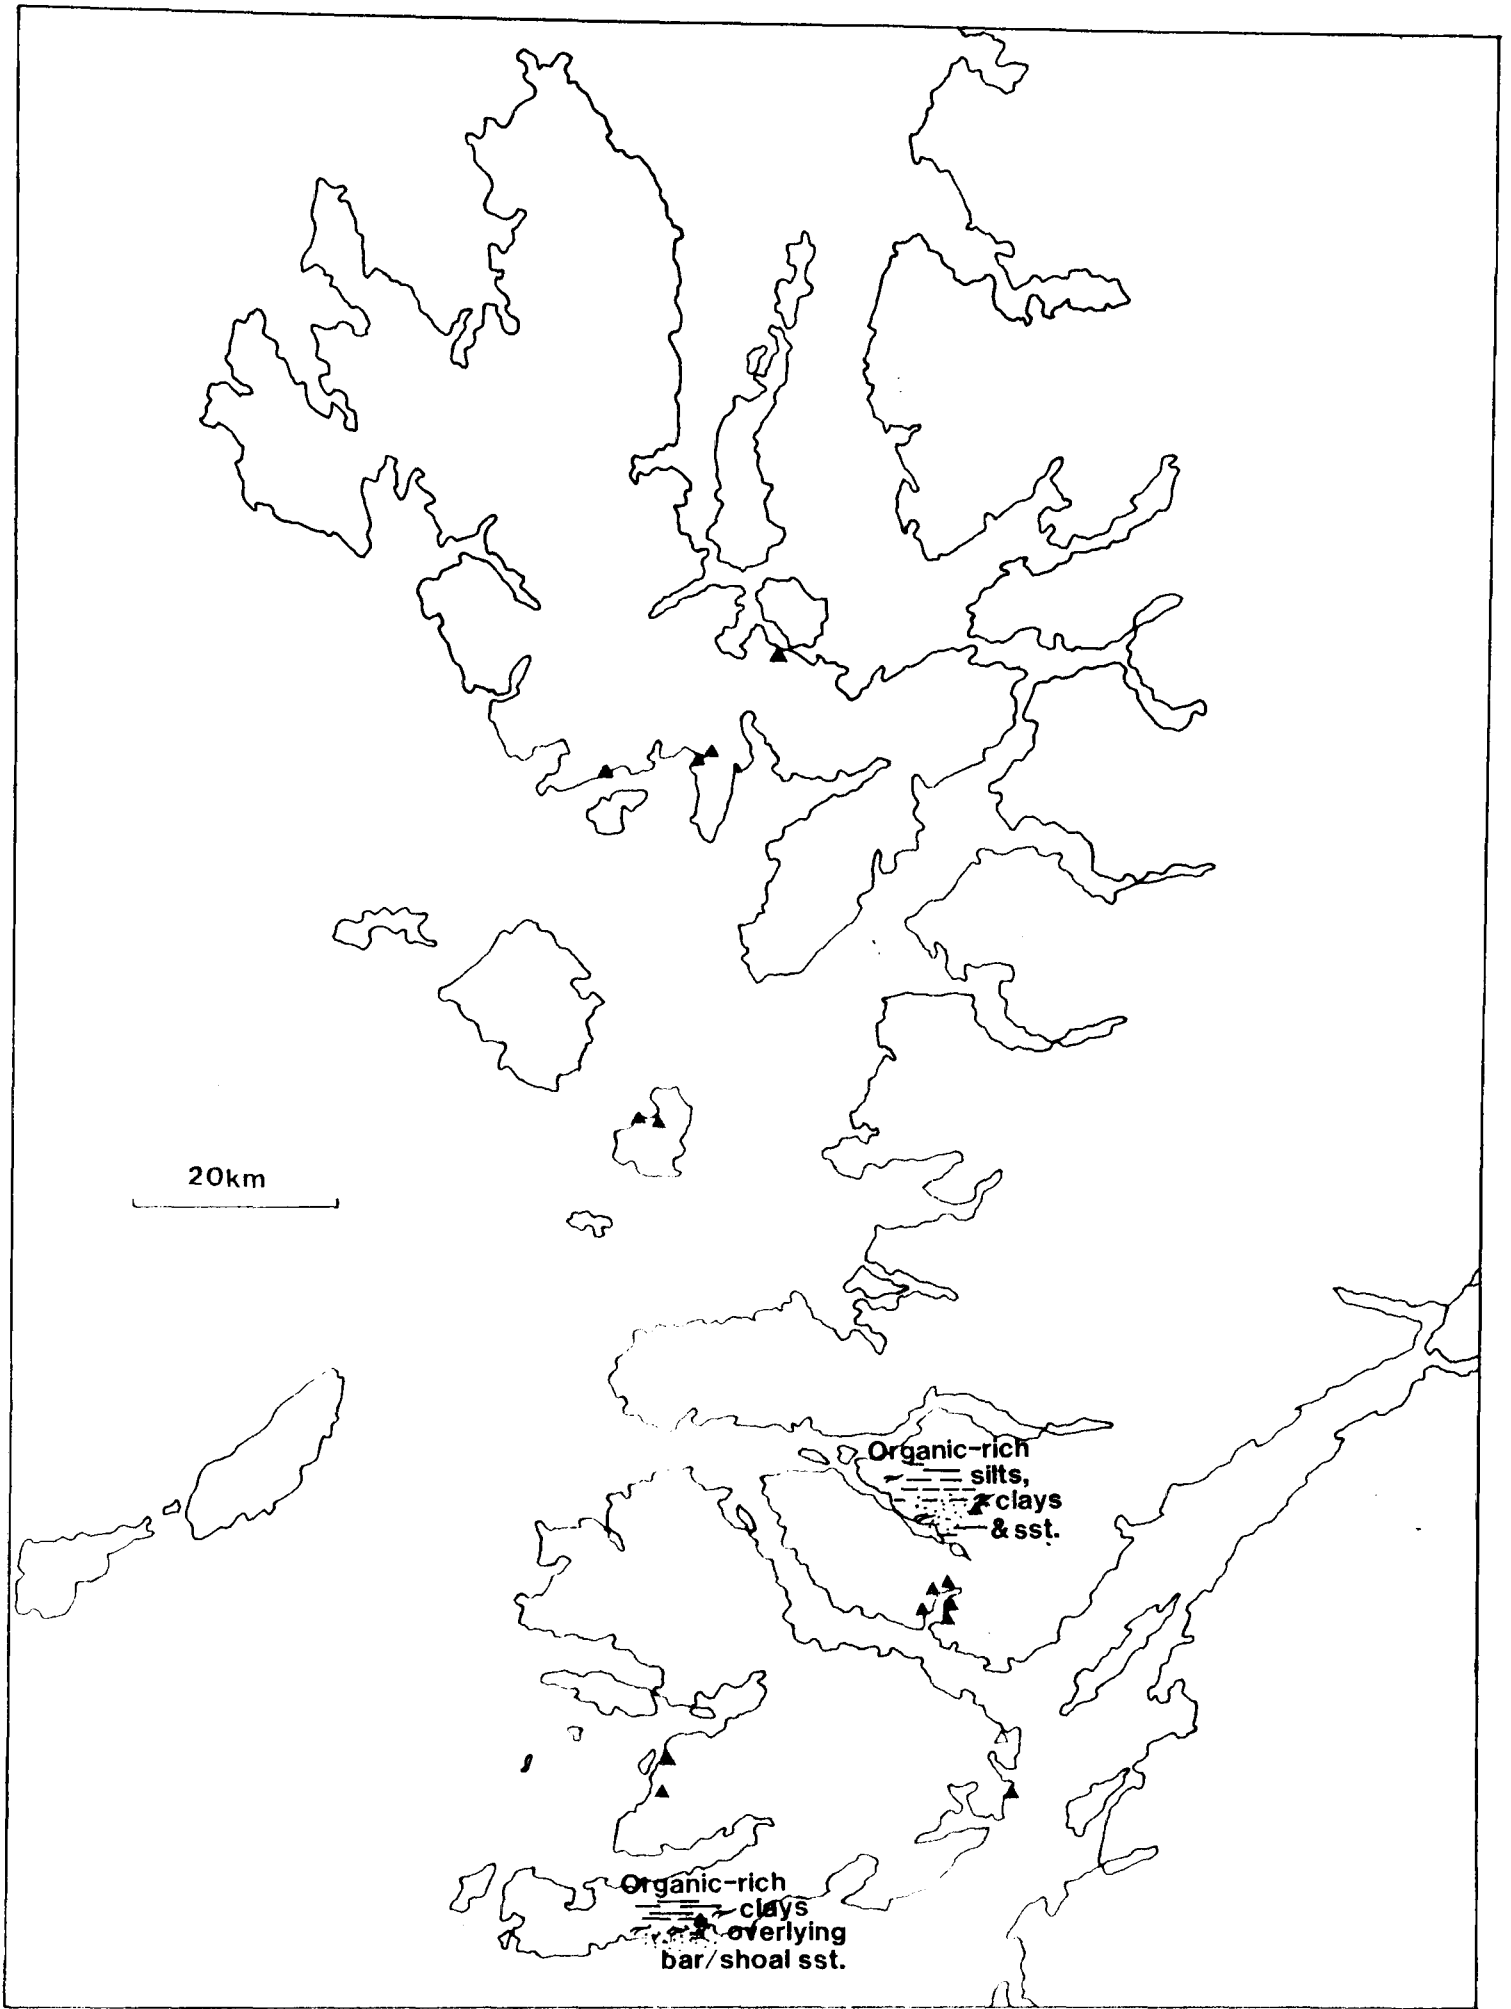 20km
Organic-rich
silts,
clays
& sst.
Organic-rich
clays
overlying
bar/shoal sst.